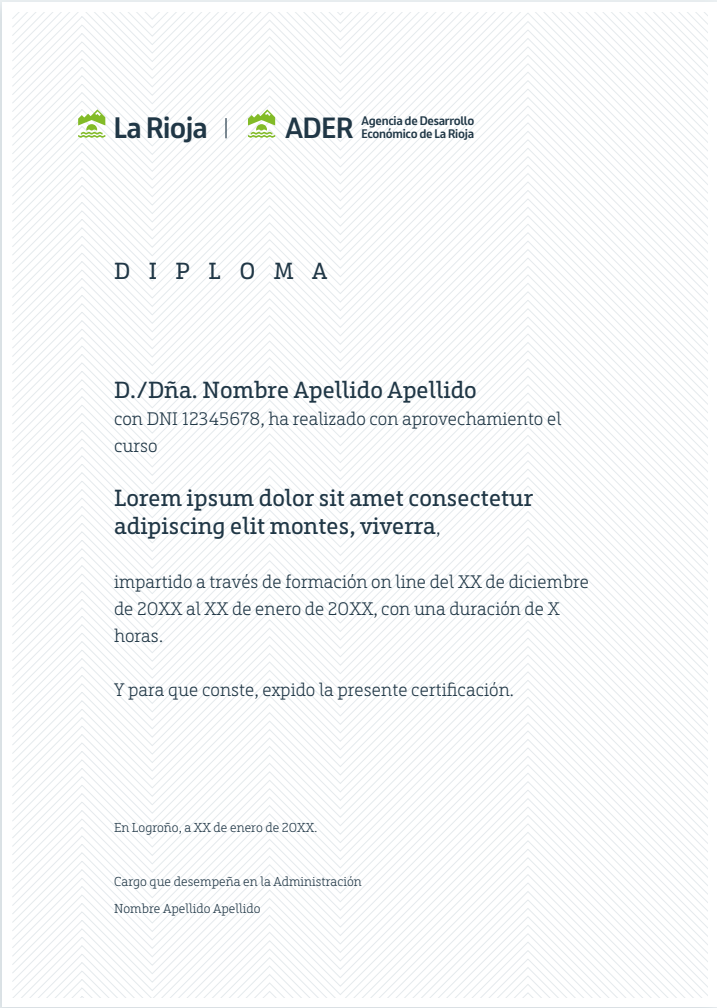 La Rioja | ADER Agencia de Desarrollo
Económico de La Rioja
D I P L O M A
D./Dña. Nombre Apellido Apellido
con DNI 12345678, ha realizado con aprovechamiento el
curso
Lorem ipsum dolor sit amet consectetur
adipiscing elit montes, viverra,
impartido a través de formación on line del XX de diciembre
de 20XX al XX de enero de 20XX, con una duración de X
horas.
Y para que conste, expido la presente certificación.
En Logroño, a XX de enero de 20XX.
Cargo que desempeña en la Administración
Nombre Apellido Apellido